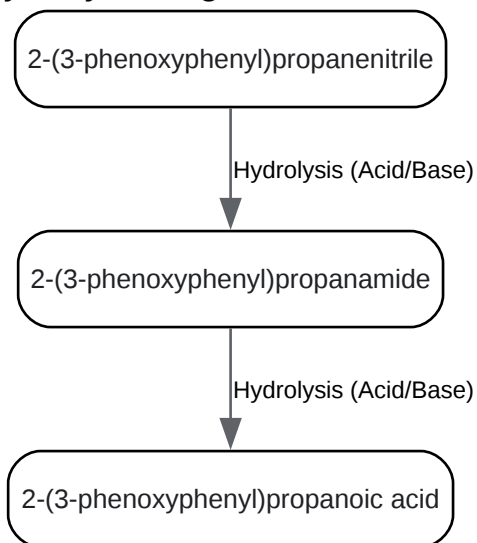 2-(3-phenoxyphenyl)propanenitrile
Hydrolysis (Acid/Base)
2-(3-phenoxyphenyl)propanamide
Hydrolysis (Acid/Base)
2-(3-phenoxyphenyl)propanoic acid